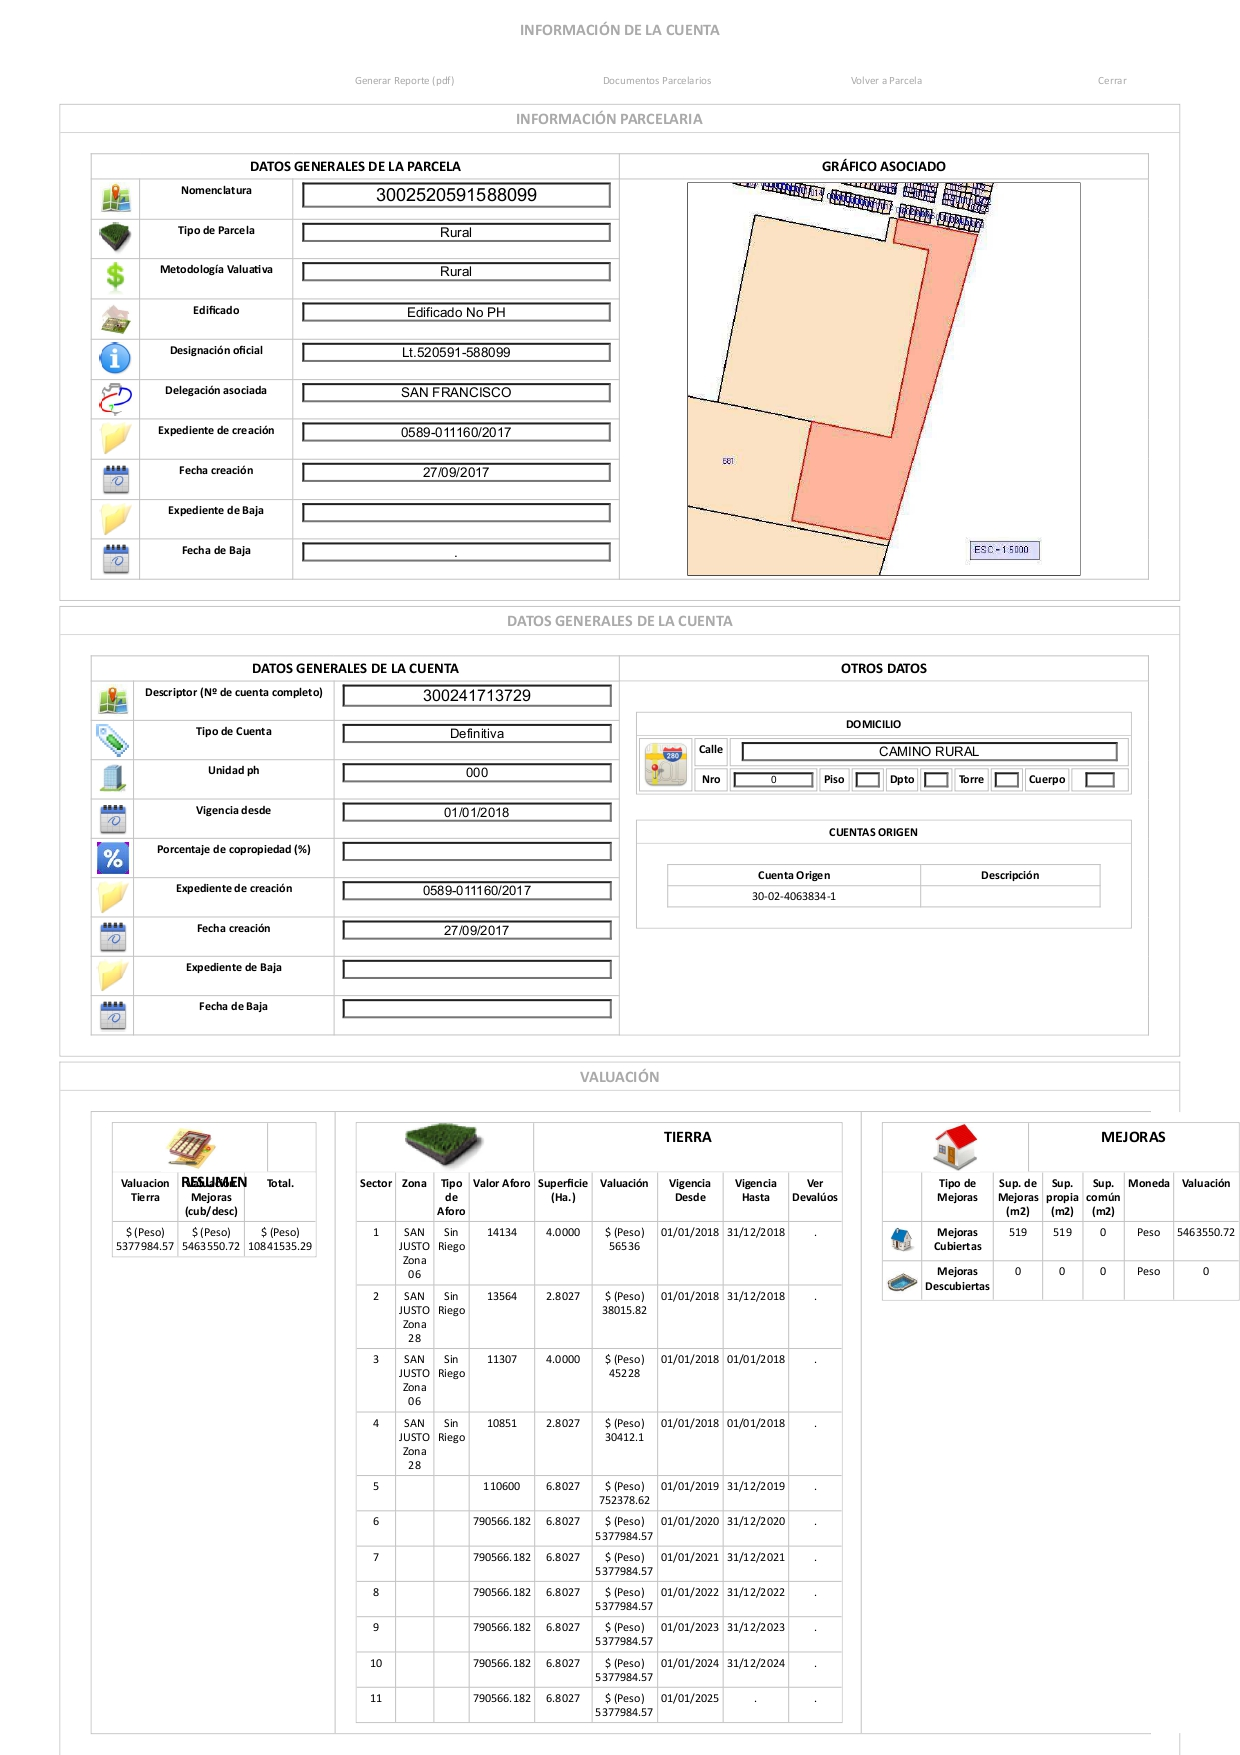 INFORMACIÓN DE LA CUENTA
Generar Reporte (pdf) Documentos Parcelarios Volver a Parcela Cerrar
INFORMACIÓN PARCELARIA
DATOS GENERALES DE LA PARCELA
Nomenclatura 3002520591588099
Tipo de Parcela Rural
Metodología Valuativa Rural
Edificado Edificado No PH
Designación oficial Lt.520591-588099
Delegación asociada SAN FRANCISCO
Expediente de creación 0589-011160/2017
Fecha creación 27/09/2017
Expediente de Baja
Fecha de Baja .
GRÁFICO ASOCIADO
681
ESC = 1:5000
DATOS GENERALES DE LA CUENTA
DATOS GENERALES DE LA CUENTA
Descriptor (Nº de cuenta completo) 300241713729
Tipo de Cuenta Definitiva
Unidad ph 000
Vigencia desde 01/01/2018
Porcentaje de copropiedad (%)
Expediente de creación 0589-011160/2017
Fecha creación 27/09/2017
Expediente de Baja
Fecha de Baja
OTROS DATOS
DOMICILIO
280
Calle CAMINO RURAL
Nro 0 Piso Dpto Torre Cuerpo
CUENTAS ORIGEN
Cuenta Origen Descripción
30-02-4063834-1
VALUACIÓN
RESUMEN
Valuacion Tierra Mejoras (cub/desc) Total.
$ (Peso) 5377984.57 $ (Peso) 5463550.72 $ (Peso) 10841535.29
TIERRA
Sector Zona Tipo de Aforo Valor Aforo Superficie (Ha.) Valuación Vigencia Desde Vigencia Hasta Ver Devalúos
1 SAN JUSTO Zona 06 Sin Riego 14134 4.0000 $ (Peso) 56536 01/01/2018 31/12/2018 .
2 SAN JUSTO Zona 28 Sin Riego 13564 2.8027 $ (Peso) 38015.82 01/01/2018 31/12/2018 .
3 SAN JUSTO Zona 06 Sin Riego 11307 4.0000 $ (Peso) 45228 01/01/2018 01/01/2018 .
4 SAN JUSTO Zona 28 Sin Riego 10851 2.8027 $ (Peso) 30412.1 01/01/2018 01/01/2018 .
5 110600 6.8027 $ (Peso) 752378.62 01/01/2019 31/12/2019 .
6 790566.182 6.8027 $ (Peso) 5377984.57 01/01/2020 31/12/2020 .
7 790566.182 6.8027 $ (Peso) 5377984.57 01/01/2021 31/12/2021 .
8 790566.182 6.8027 $ (Peso) 5377984.57 01/01/2022 31/12/2022 .
9 790566.182 6.8027 $ (Peso) 5377984.57 01/01/2023 31/12/2023 .
10 790566.182 6.8027 $ (Peso) 5377984.57 01/01/2024 31/12/2024 .
11 790566.182 6.8027 $ (Peso) 5377984.57 01/01/2025 . .
MEJORAS
Tipo de Mejoras Sup. de Mejoras (m2) Sup. propia (m2) Sup. común (m2) Moneda Valuación
Mejoras Cubiertas 519 519 0 Peso 5463550.72
Mejoras Descubiertas 0 0 0 Peso 0